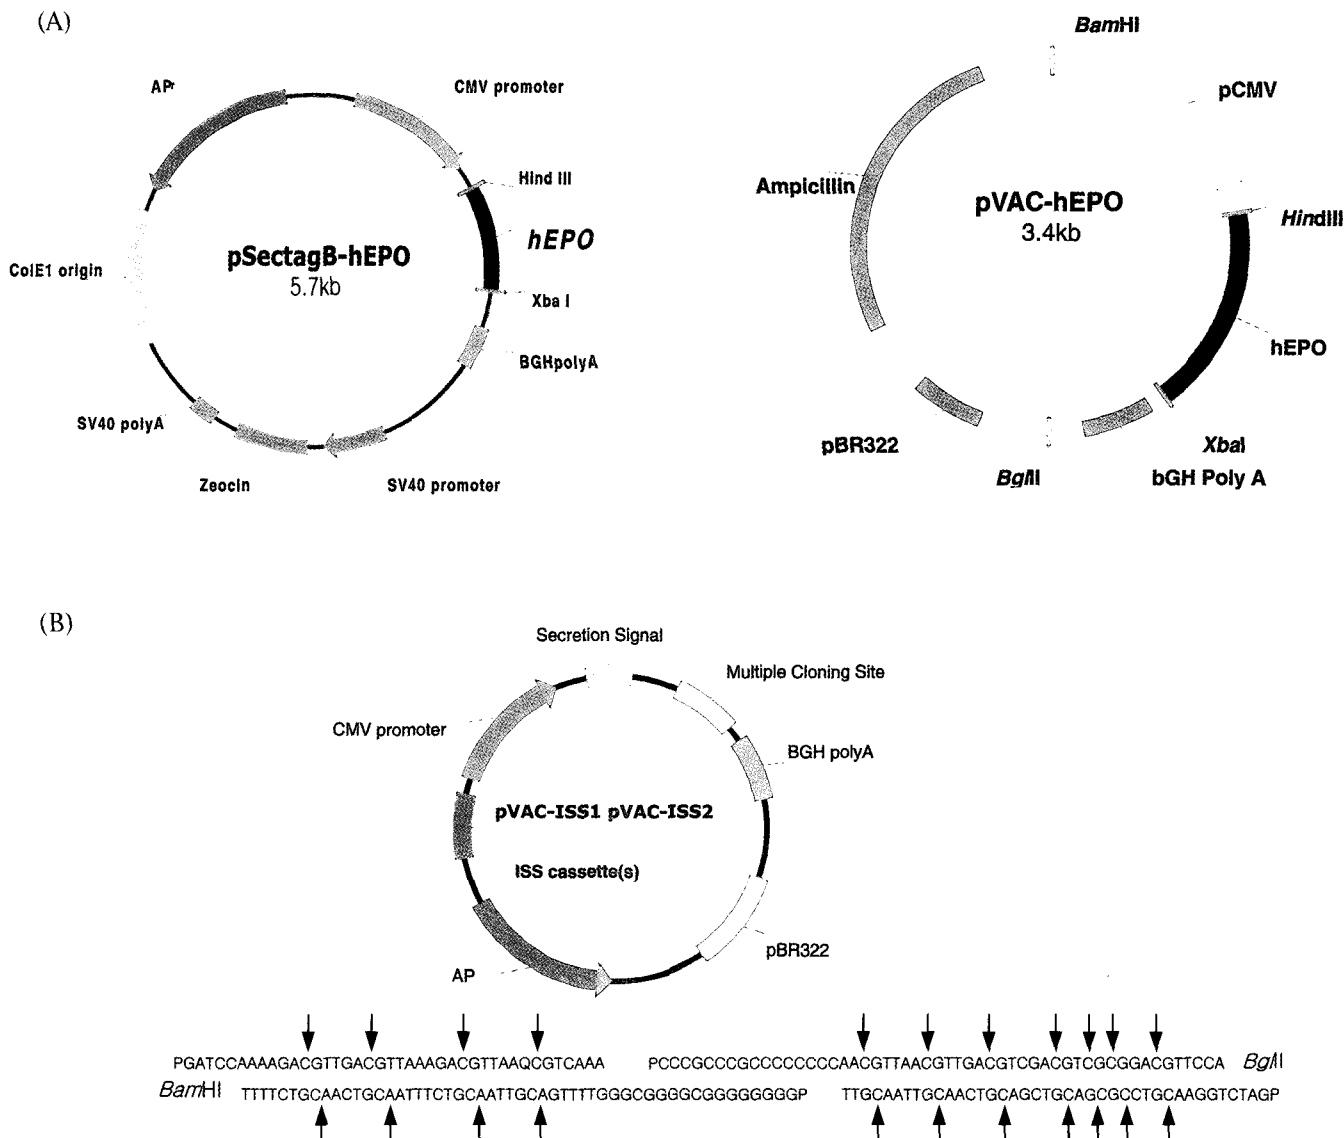 (A)
APr
CMV promoter
Hind III
hEPO
pSectagB-hEPO
5.7kb
ColE1 origin
Xba I
BGHpolyA
SV40 polyA
Zeocin
SV40 promoter
BamHI
pCMV
Ampicillin
pVAC-hEPO
3.4kb
HindIII
hEPO
pBR322
BglII
XbaI
bGH Poly A
(B)
Secretion Signal
Multiple Cloning Site
CMV promoter
BGH polyA
pVAC-ISS1 pVAC-ISS2
ISS cassette(s)
AP
pBR322
PGATCCAAAAGACGTTGACGTTAAAGACGTTAAQCGTCAAA PCCCGCCCGCCCCCCCCCAACGTTAACGTTGACGTCGACGTCGCGGACGTTCCA BglII
BamHI TTTTCTGCAACTGCAATTTCTGCAATTGCAGTTTTGGGCGGGGCGGGGGGGGP TTGCAATTGCAACTGCAGCTGCAGCGCCTGCAAGGTCTAGP